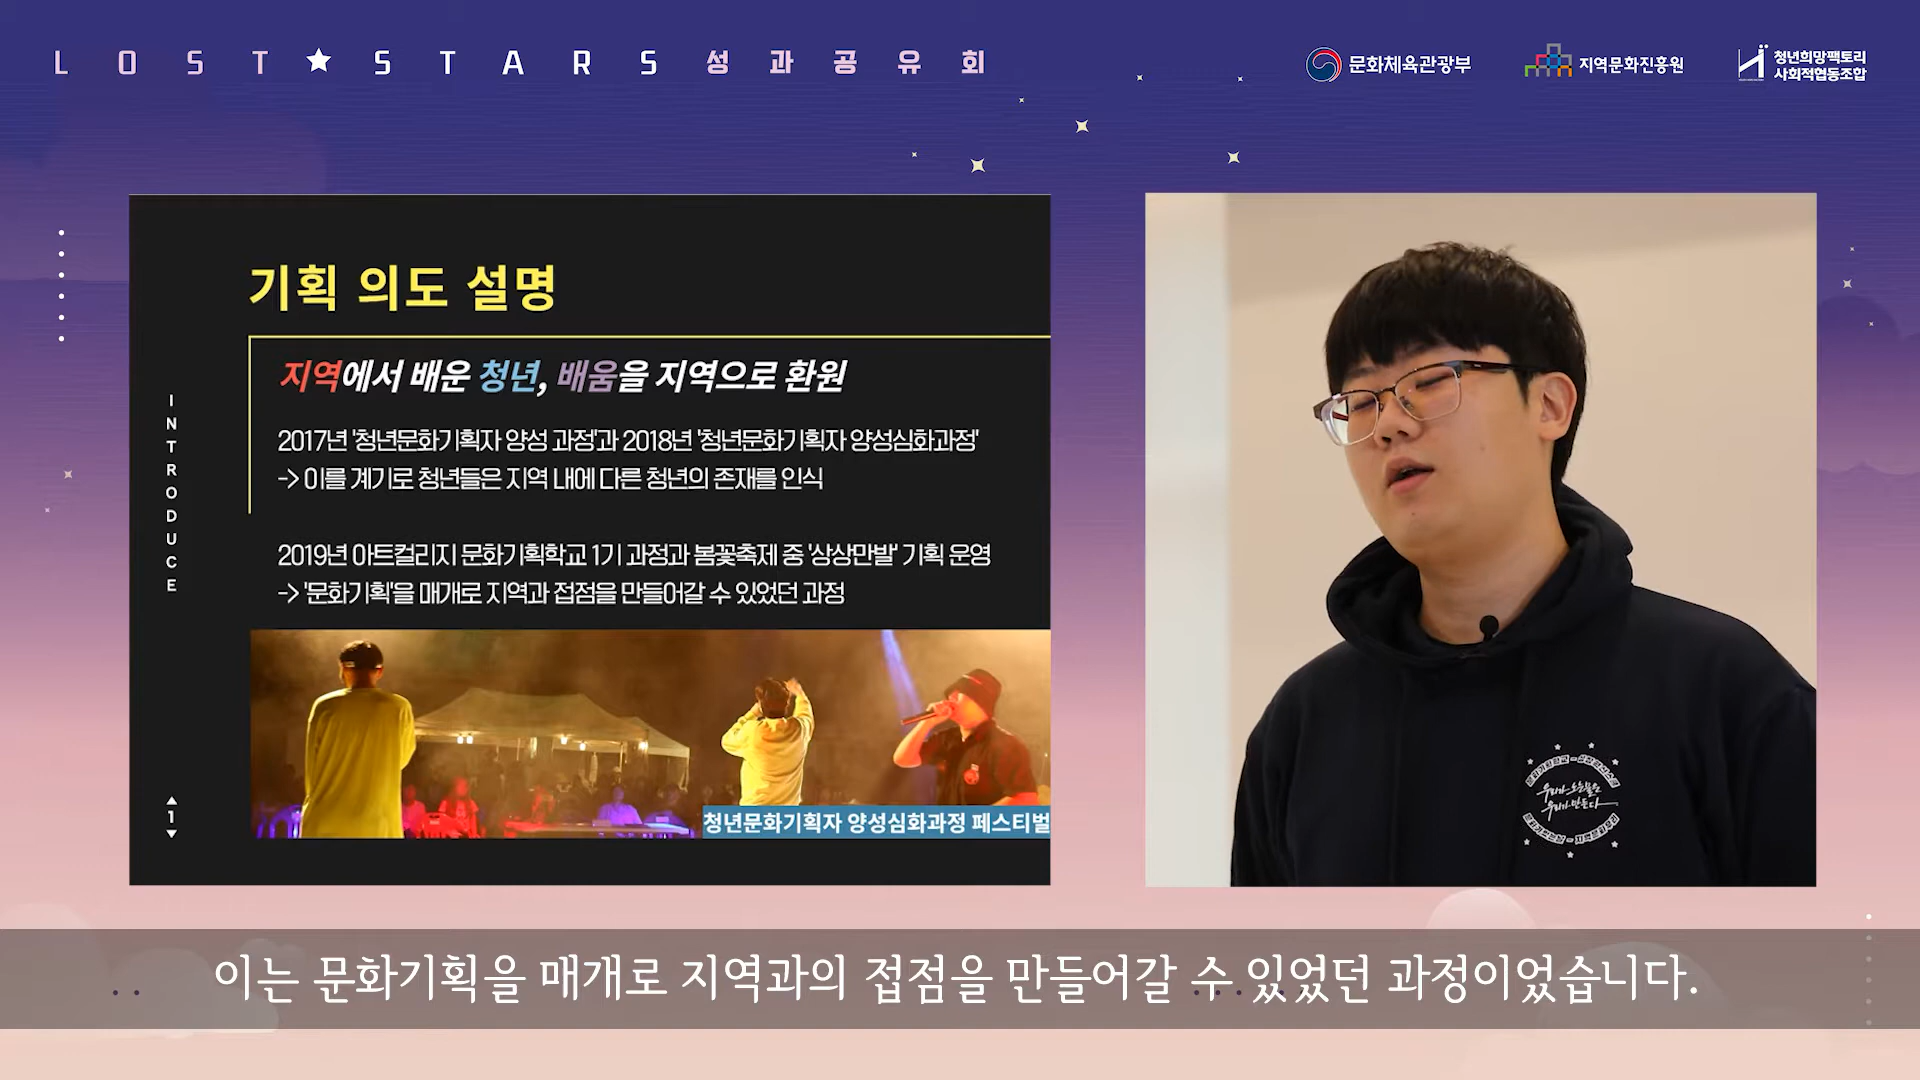 LOST★STARS 성과공유회
문화체육관광부
지역문화진흥원
청년희망팩토리
사회적협동조합
기획 의도 설명
지역에서 배운 청년, 배움을 지역으로 환원
2017년 '청년문화기획자 양성 과정'과 2018년 '청년문화기획자 양성심화과정'
-> 이를 계기로 청년들은 지역 내에 다른 청년의 존재를 인식
2019년 아트컬리지 문화기획학교 1기 과정과 봄꽃축제 중 '상상만발' 기획 운영
-> '문화기획'을 매개로 지역과 접점을 만들어갈 수 있었던 과정
INTRODUCE
1
청년문화기획자 양성심화과정 페스티벌
우리가
우리가 만든다
이는 문화기획을 매개로 지역과의 접점을 만들어갈 수 있었던 과정이었습니다.